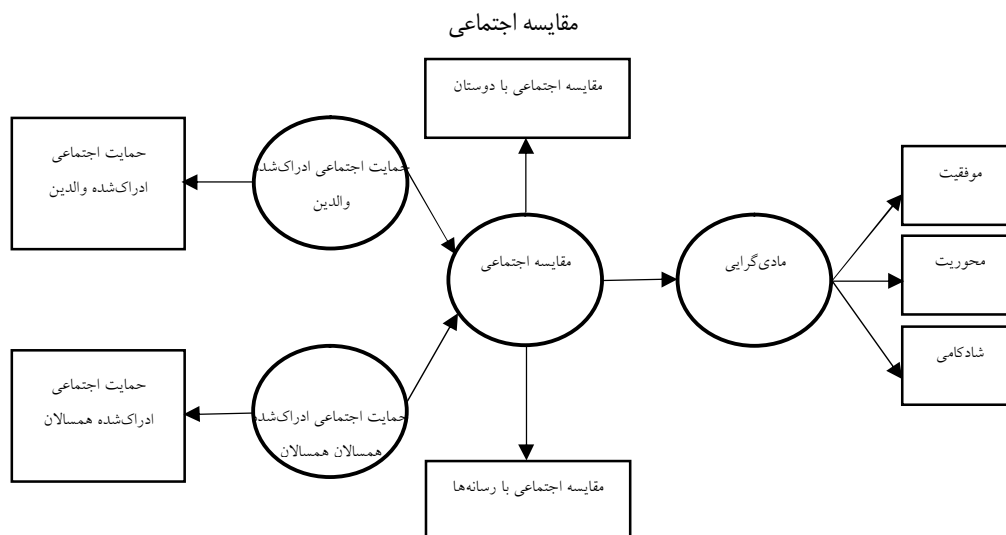 مقایسه اجتماعی
مقایسه اجتماعی با دوستان
حمایت اجتماعی
ادراک‌شده والدین
حمایت اجتماعی ادراک‌شده
والدین
مقایسه اجتماعی
مادی‌گرایی
موفقیت
محوریت
شادکامی
حمایت اجتماعی
ادراک‌شده همسالان
حمایت اجتماعی ادراک‌شده
همسالان همسالان
مقایسه اجتماعی با رسانه‌ها